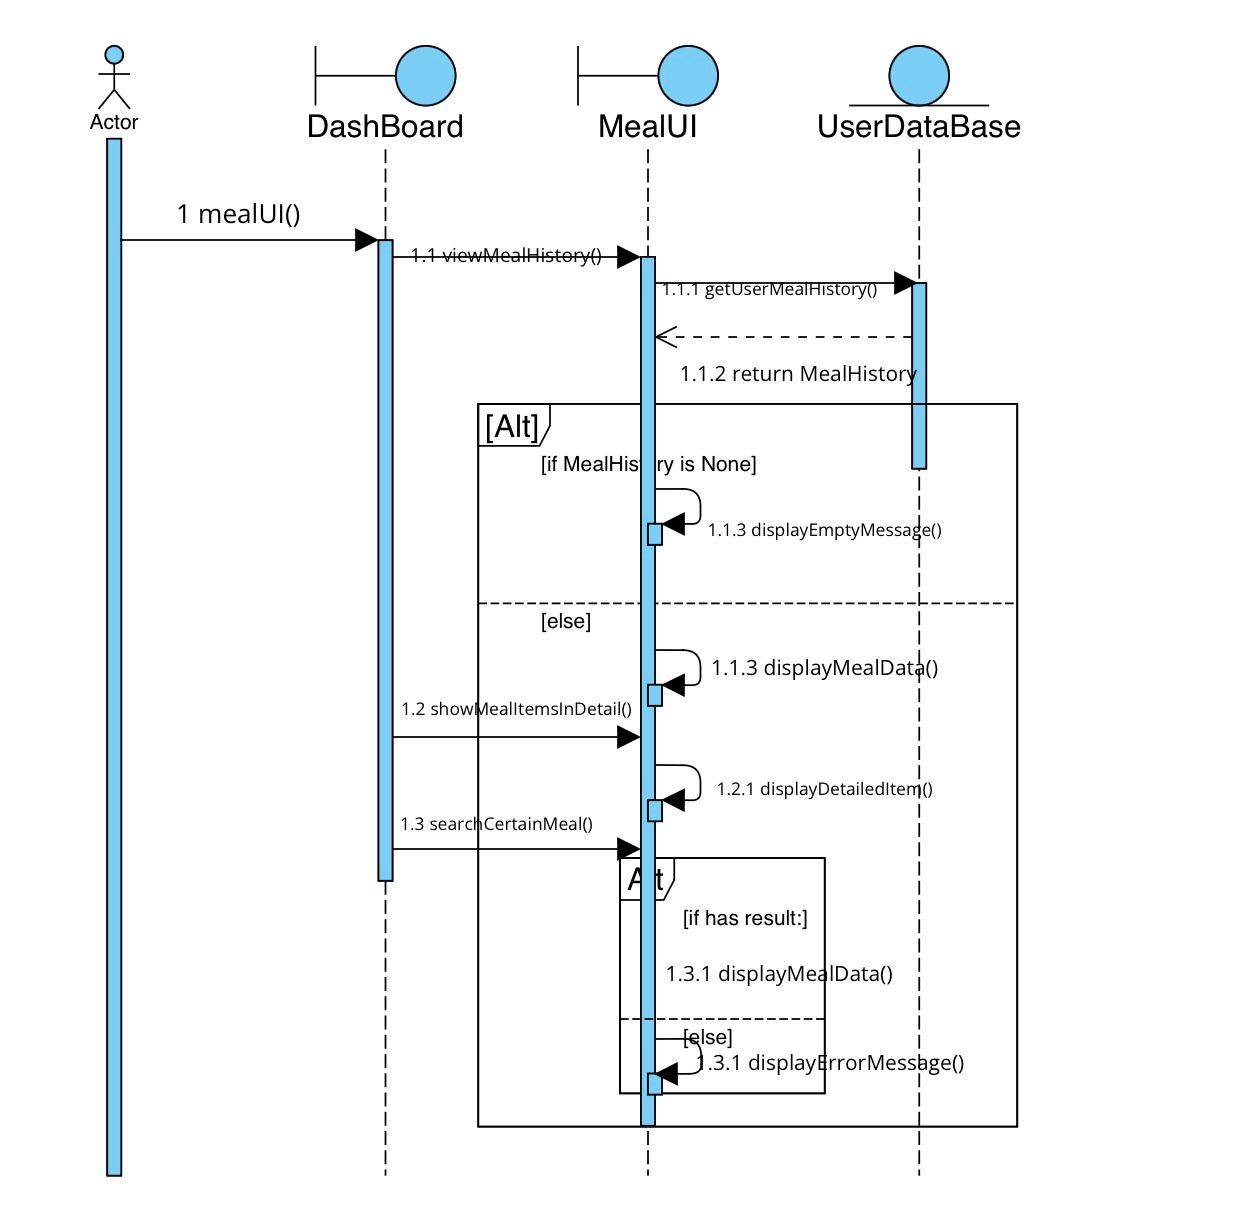 Actor
DashBoard
MealUI
UserDataBase
1 mealUI()
1.1 viewMealHistory()
1.1.1 getUserMealHistory()
1.1.2 return MealHistory
[Alt]
[if MealHistory is None]
1.1.3 displayEmptyMessage()
[else]
1.1.3 displayMealData()
1.2 showMealItemsInDetail()
1.2.1 displayDetailedItem()
1.3 searchCertainMeal()
Alt
[if has result:]
1.3.1 displayMealData()
[else]
1.3.1 displayErrorMessage()